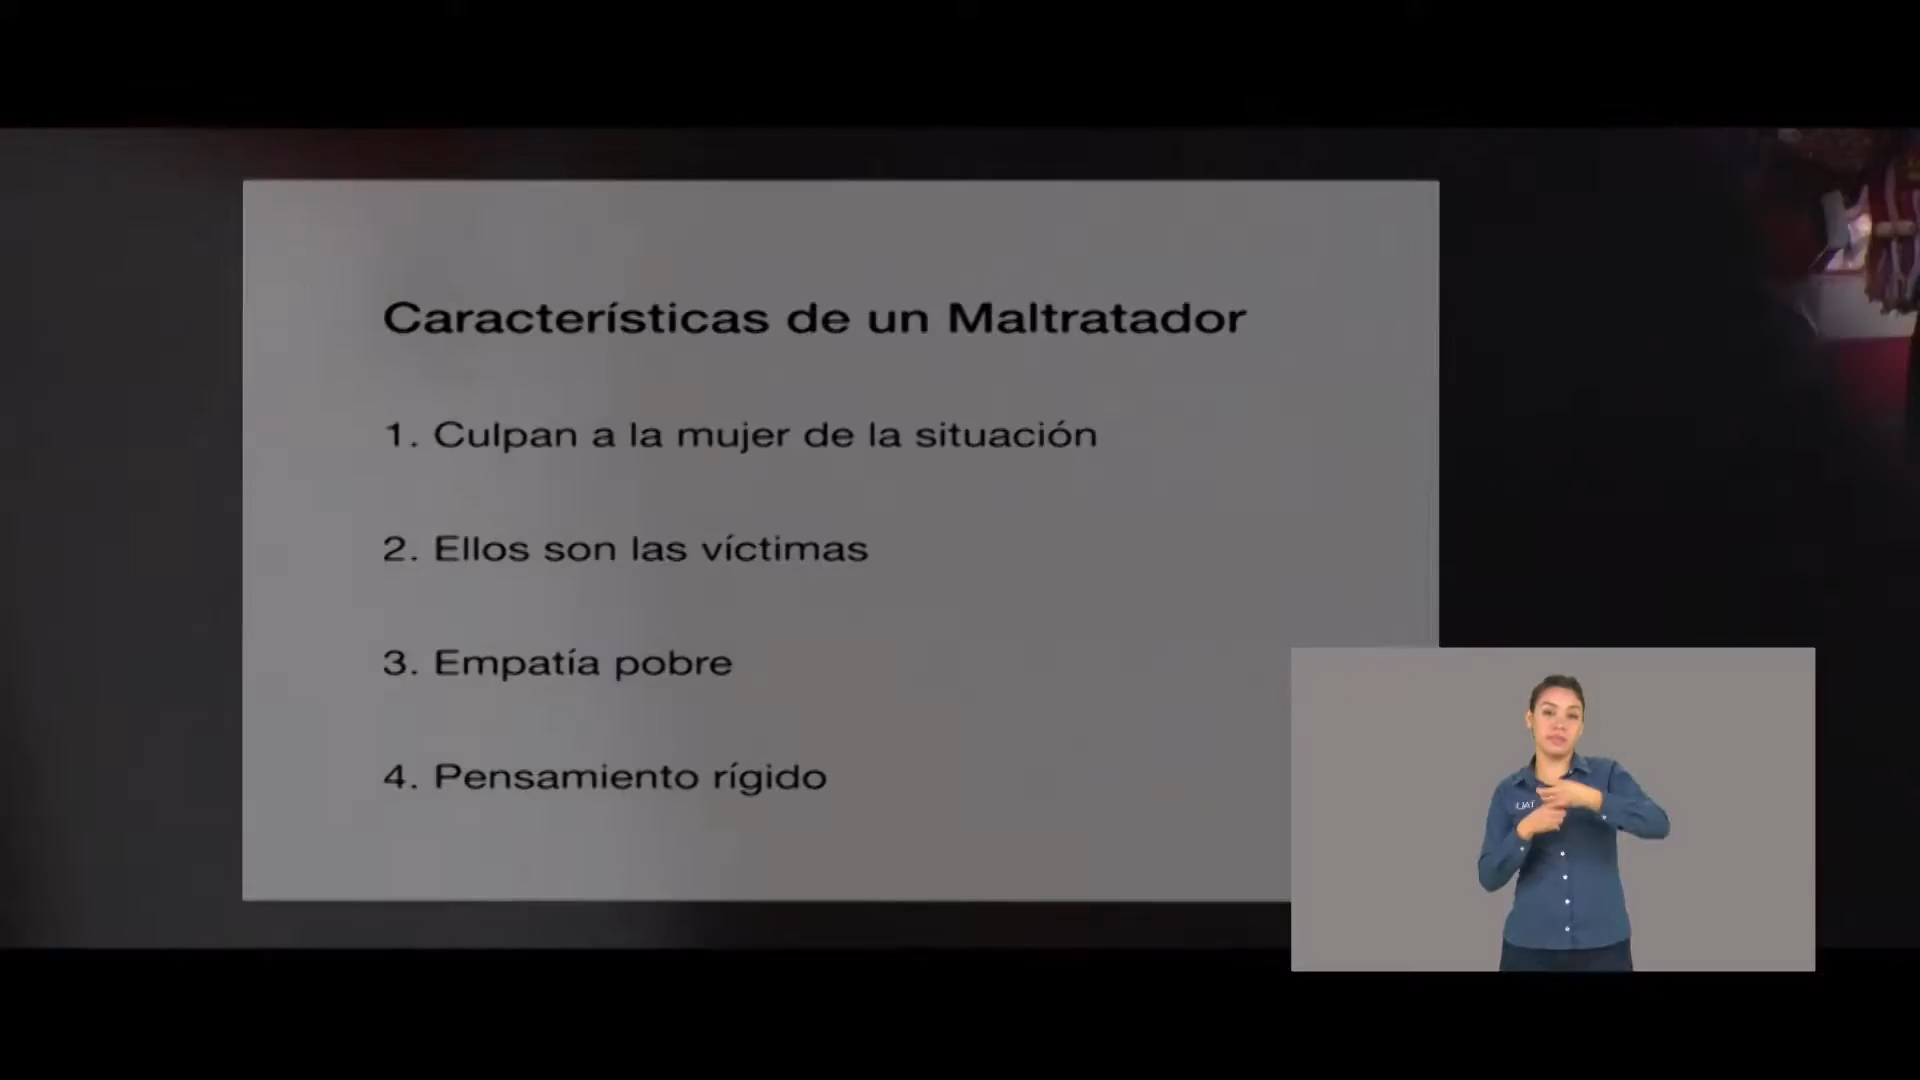 Características de un Maltratador
1. Culpan a la mujer de la situación
2. Ellos son las víctimas
3. Empatía pobre
4. Pensamiento rígido